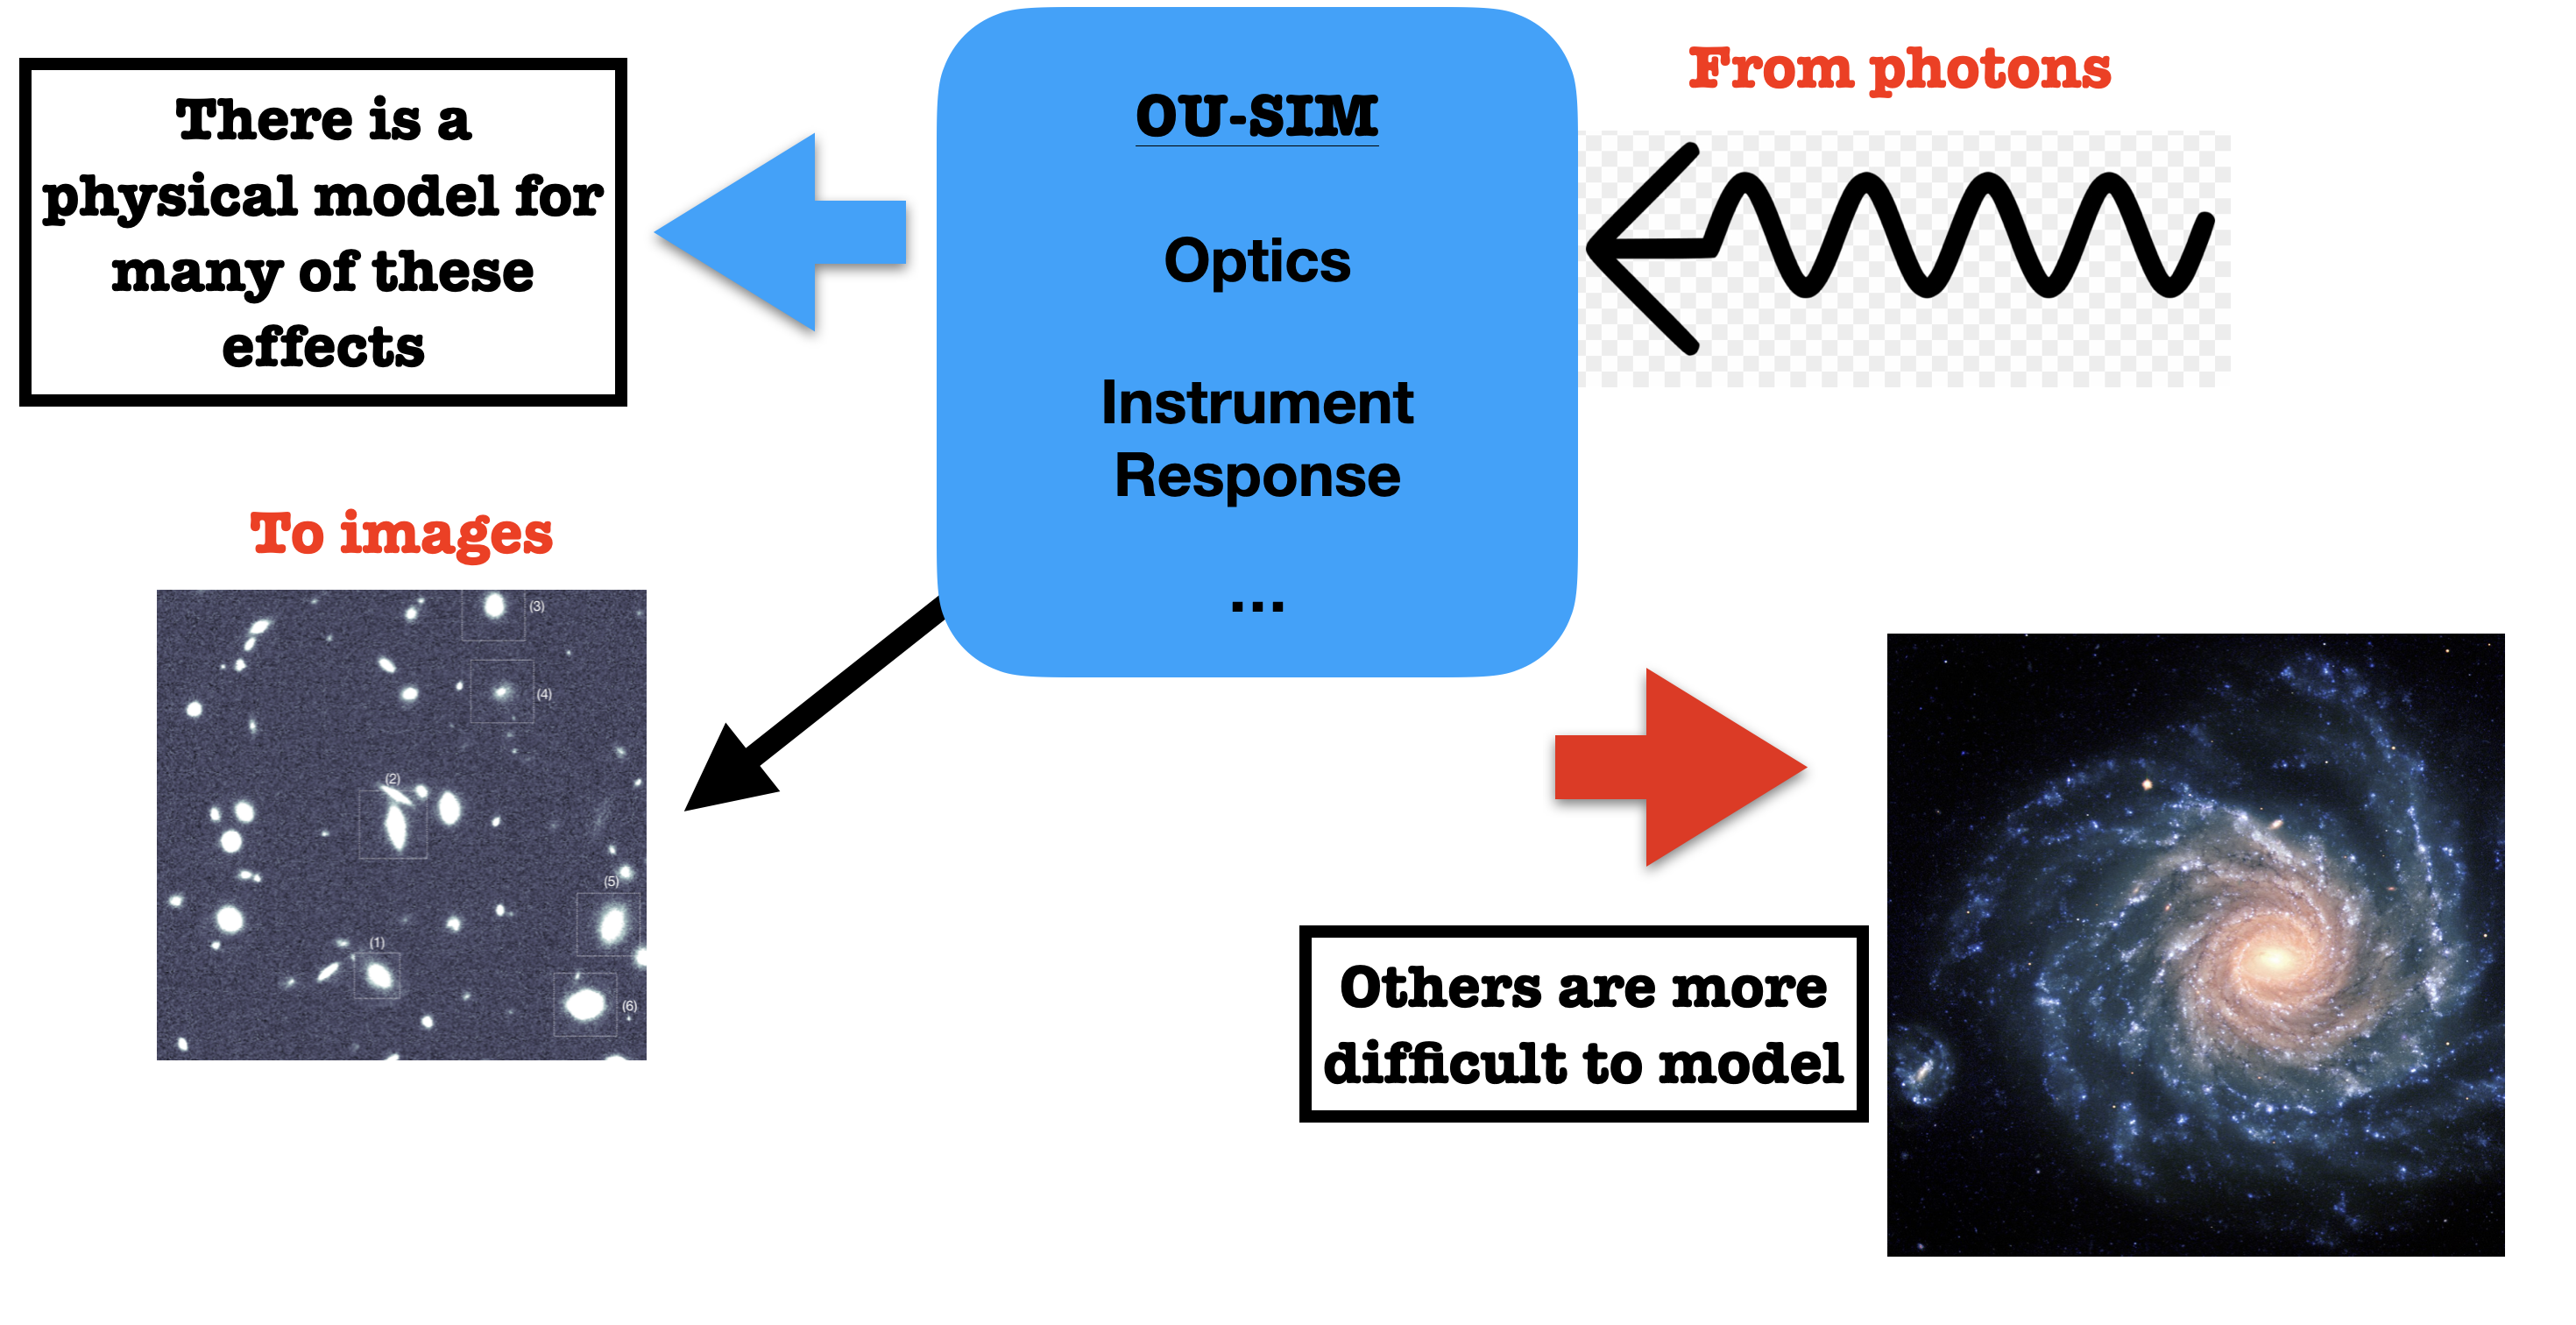 There is a
physical model for
many of these
effects
OU-SIM
Optics
Instrument
Response
...
From photons
To images
(3)
(4)
(2)
(5)
(1)
(6)
Others are more
difficult to model